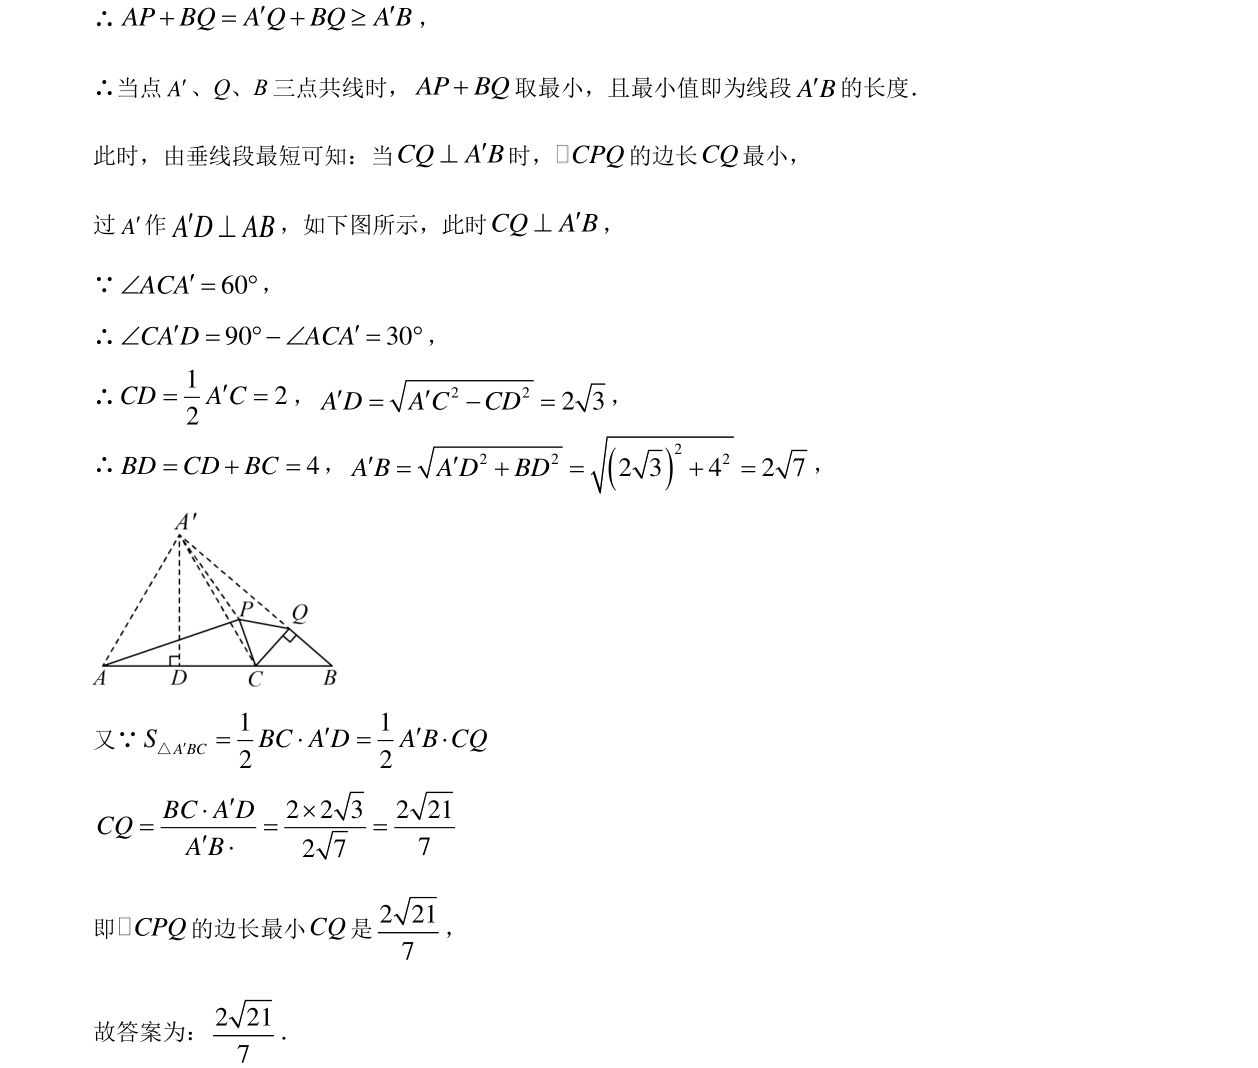 ∴ AP + BQ = A′Q + BQ ≥ A′B，
∴当点 A′、Q、B 三点共线时， AP + BQ 取最小，且最小值即为线段 A′B 的长度．
此时，由垂线段最短可知：当 CQ ⊥ A′B 时，□CPQ 的边长 CQ 最小，
过 A′ 作 A′D ⊥ AB，如下图所示，此时 CQ ⊥ A′B，
∵ ∠ACA′ = 60°，
∴ ∠CA′D = 90° − ∠ACA′ = 30°，
∴ CD = 1/2 A′C = 2， A′D = √(A′C² − CD²) = 2√3，
∴ BD = CD + BC = 4， A′B = √(A′D² + BD²) = √((2√3)² + 4²) = 2√7，
A′
P Q
A D C B
又∵ S△A′BC = 1/2 BC · A′D = 1/2 A′B · CQ
CQ = (BC · A′D)/(A′B ·) = (2 × 2√3)/(2√7) = 2√21/7
即□CPQ 的边长最小 CQ 是 2√21/7，
故答案为： 2√21/7．